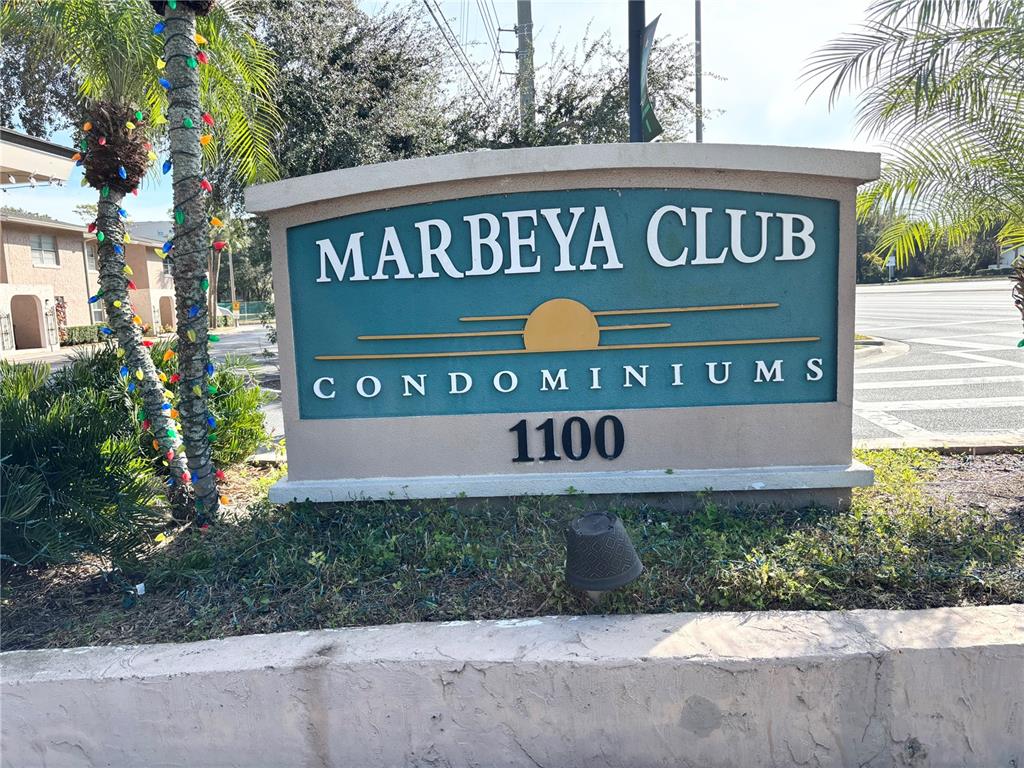 MARBEYA CLUB
CONDOMINIUMS
1100